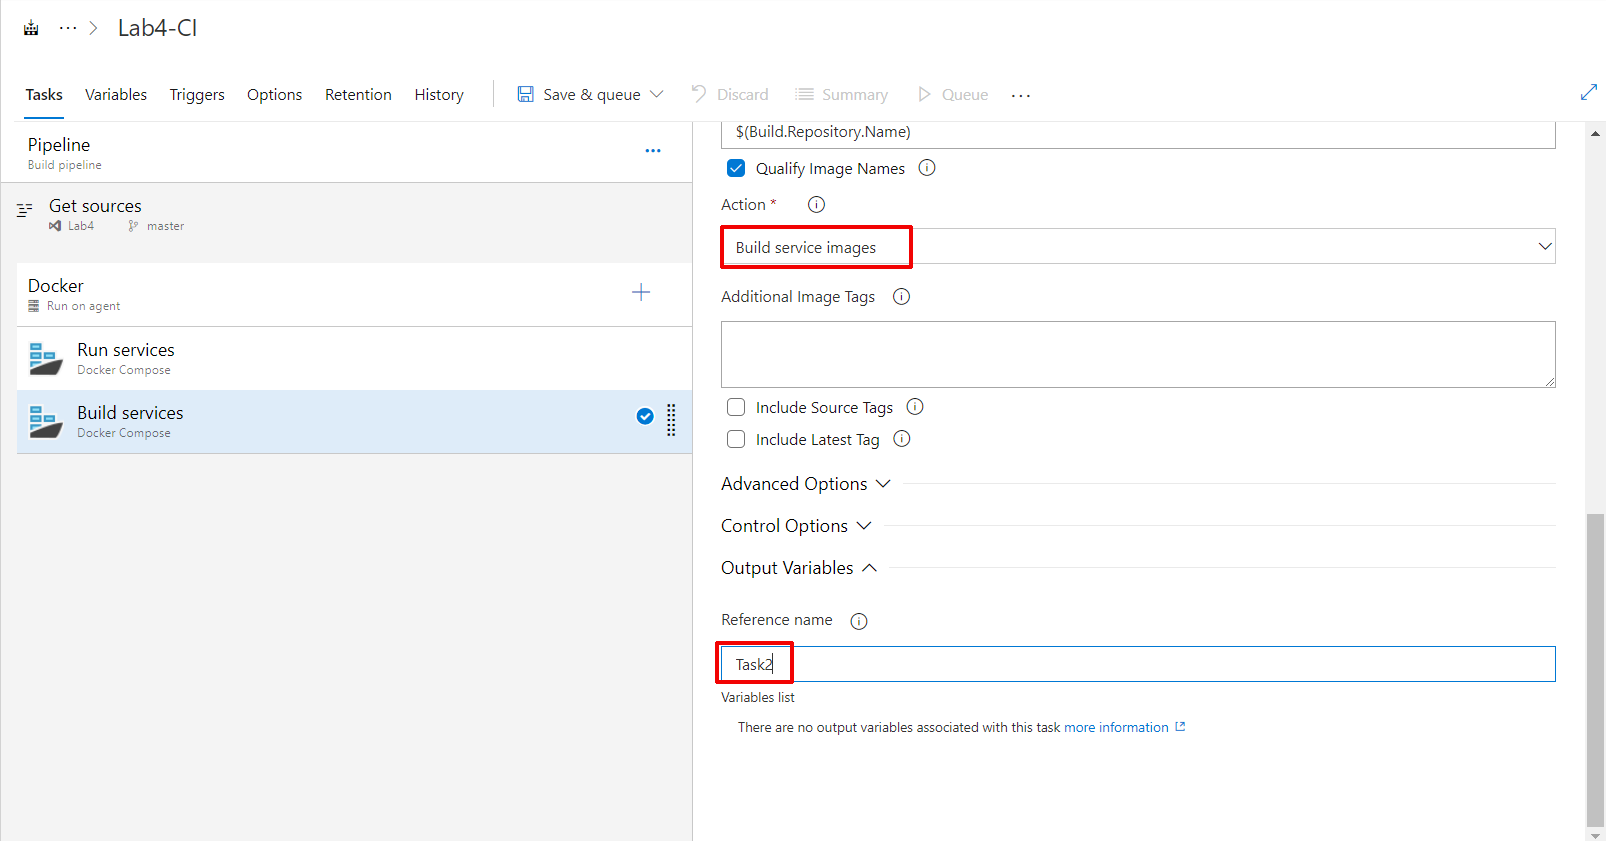 ··· > Lab4-CI
Tasks Variables Triggers Options Retention History Save & queue Discard Summary Queue ...
Pipeline
Build pipeline
Get sources
Lab4 master
Docker
Run on agent
Run services
Docker Compose
Build services
Docker Compose
$(Build.Repository.Name)
Qualify Image Names
Action *
Build service images
Additional Image Tags
Include Source Tags
Include Latest Tag
Advanced Options
Control Options
Output Variables
Reference name
Task2
Variables list
There are no output variables associated with this task more information